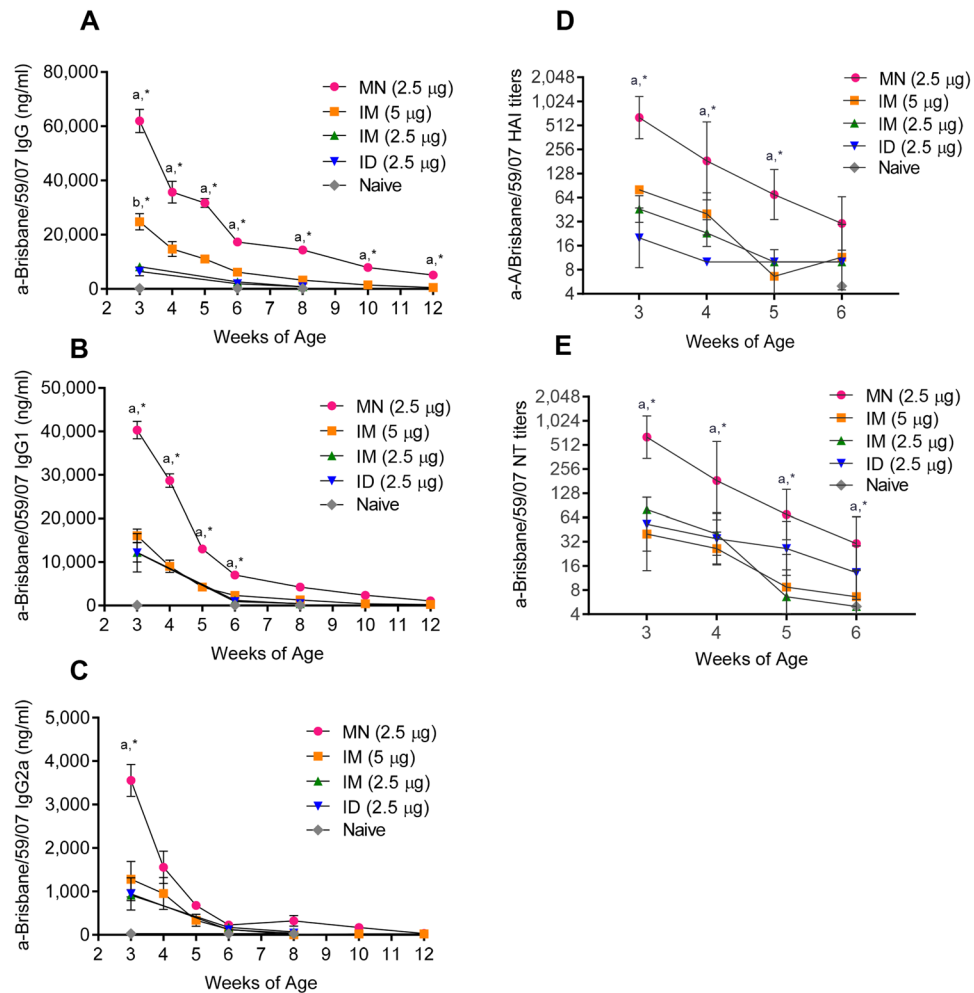 A
a-Brisbane/59/07 IgG (ng/ml)
80,000
60,000
40,000
20,000
0
a,*
a,*
a,*
a,*
a,*
a,*
a,*
b,*
MN (2.5 µg)
IM (5 µg)
IM (2.5 µg)
ID (2.5 µg)
Naive
2 3 4 5 6 7 8 9 10 11 12
Weeks of Age
B
a-Brisbane/059/07 IgG1 (ng/ml)
50,000
40,000
30,000
20,000
10,000
0
a,*
a,*
a,*
a,*
MN (2.5 µg)
IM (5 µg)
IM (2.5 µg)
ID (2.5 µg)
Naive
2 3 4 5 6 7 8 9 10 11 12
Weeks of Age
C
a-Brisbane/59/07 IgG2a (ng/ml)
5,000
4,000
3,000
2,000
1,000
0
a,*
MN (2.5 µg)
IM (5 µg)
IM (2.5 µg)
ID (2.5 µg)
Naive
2 3 4 5 6 7 8 9 10 11 12
Weeks of Age
D
a-A/Brisbane/59/07 HAI titers
2,048
1,024
512
256
128
64
32
16
8
4
a,*
a,*
a,*
MN (2.5 µg)
IM (5 µg)
IM (2.5 µg)
ID (2.5 µg)
Naive
3 4 5 6
Weeks of Age
E
a-Brisbane/59/07 NT titers
2,048
1,024
512
256
128
64
32
16
8
4
a,*
a,*
a,*
a,*
MN (2.5 µg)
IM (5 µg)
IM (2.5 µg)
ID (2.5 µg)
Naive
3 4 5 6
Weeks of Age